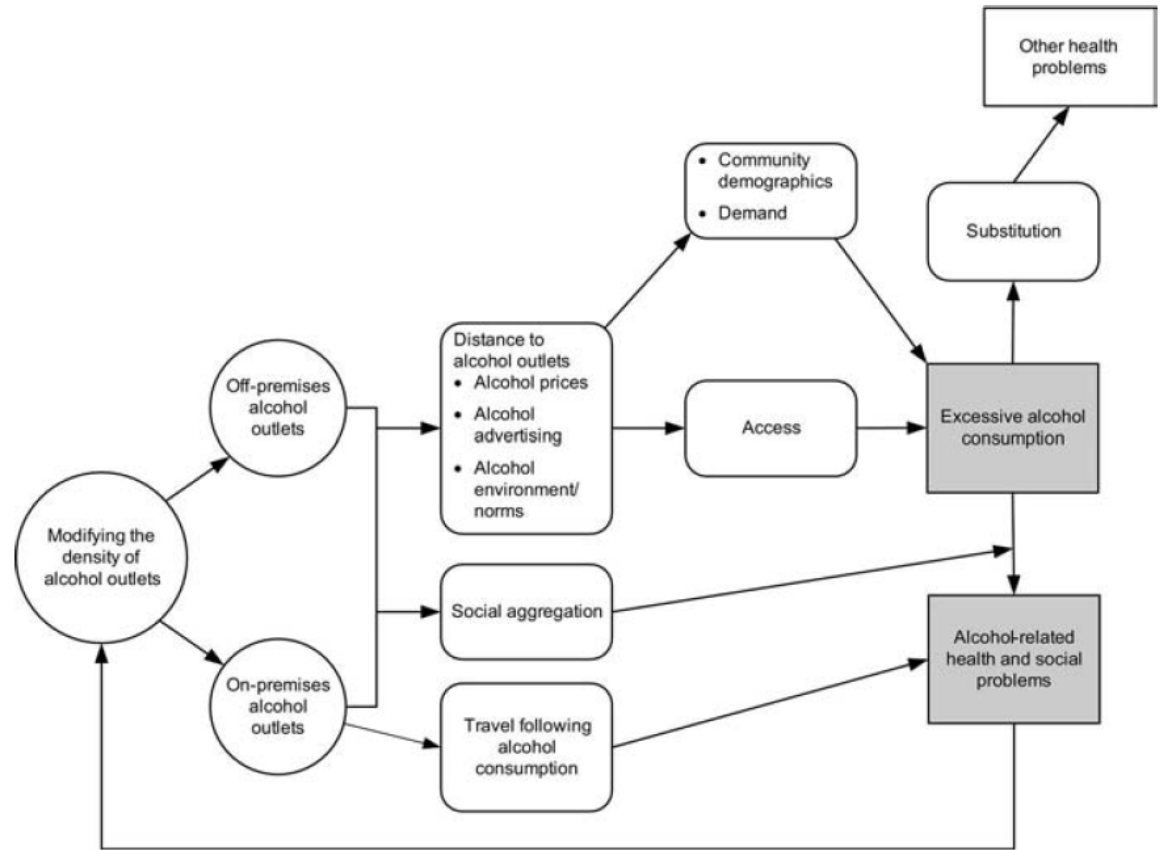 Other health
problems
• Community
demographics
• Demand
Substitution
Distance to
alcohol outlets
• Alcohol prices
• Alcohol
advertising
• Alcohol
environment/
norms
Off-premises
alcohol
outlets
Access
Excessive alcohol
consumption
Modifying the
density of
alcohol outlets
Social aggregation
Alcohol-related
health and social
problems
On-premises
alcohol
outlets
Travel following
alcohol
consumption